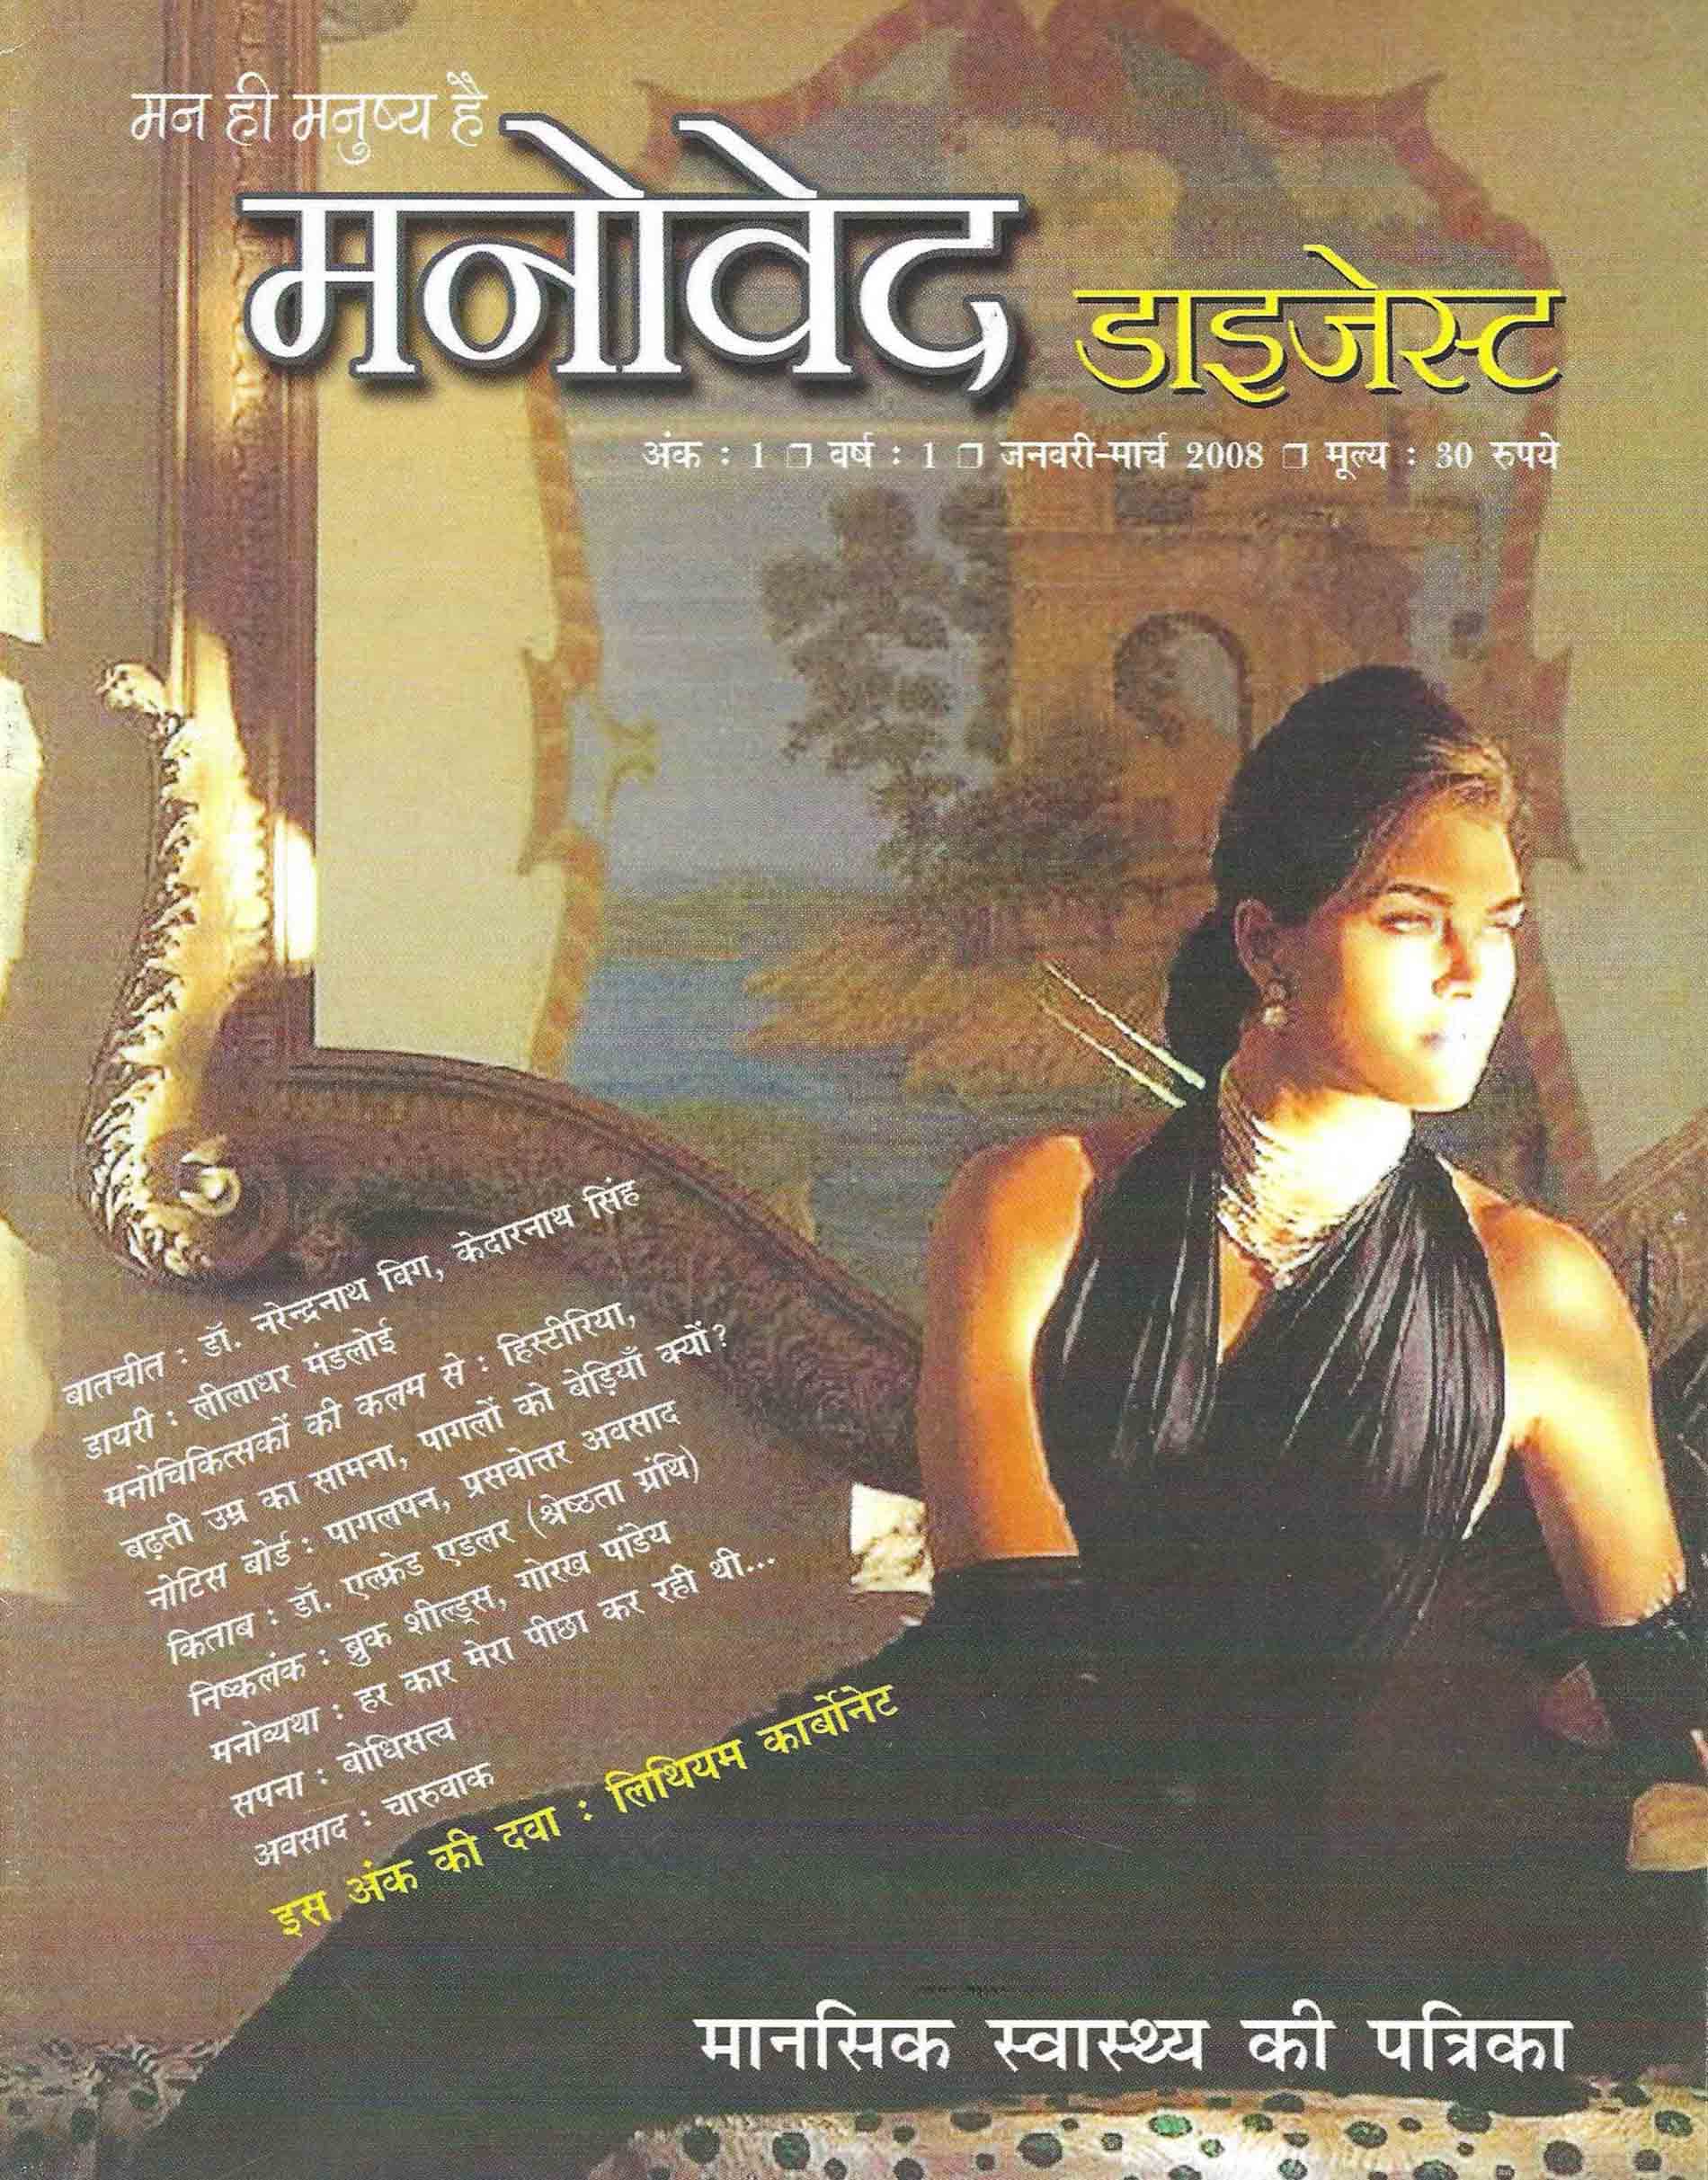 मन ही मनुष्य है
मनोवेद डाइजेस्ट
अंक : 1 ❐ वर्ष : 1 ❐ जनवरी-मार्च 2008 ❐ मूल्य : 30 रुपये
बातचीत : डॉ. नरेन्द्रनाथ विग, केदारनाथ सिंह
डायरी : लीलाधर मंडलोई
मनोचिकित्सकों की कलम से : हिस्टीरिया,
बढ़ती उम्र का सामना, पागलों को बेड़ियाँ क्यों?
नोटिस बोर्ड : पागलपन, प्रसवोत्तर अवसाद
किताब : डॉ. एल्फ्रेड एडलर (श्रेष्ठता ग्रंथि)
निष्कलंक : ब्रुक शील्ड्स, गोरख पांडेय
मनोव्यथा : हर कार मेरा पीछा कर रही थी...
सपना : बोधिसत्व
अवसाद : चारुवाक
इस अंक की दवा : लिथियम कार्बोनेट
मानसिक स्वास्थ्य की पत्रिका